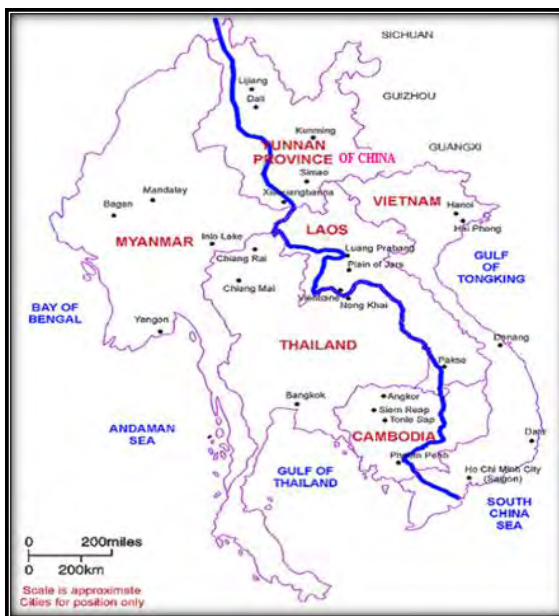 SICHUAN
Lijiang
Dali
GUIZHOU
Kunming
YUNNAN
PROVINCE OF CHINA
GUANGXI
Simao
Xishuangbanna
VIETNAM
Hanoi
Hai Phong
Mandalay
Bagan
MYANMAR
Inle Lake
LAOS
Luang Prabang
Chiang Rai
Plain of Jars
GULF
OF
TONGKING
Chiang Mai
Vientiane
Nong Khai
BAY OF
BENGAL
Yangon
THAILAND
Danang
Pakse
Bangkok
Angkor
Siem Reap
Tonle Sap
ANDAMAN
SEA
CAMBODIA
Phnom Penh
GULF OF
THAILAND
Ho Chi Minh City
(Saigon)
SOUTH
CHINA
SEA
0 200miles
0 200km
Scale is approximate
Cities for position only